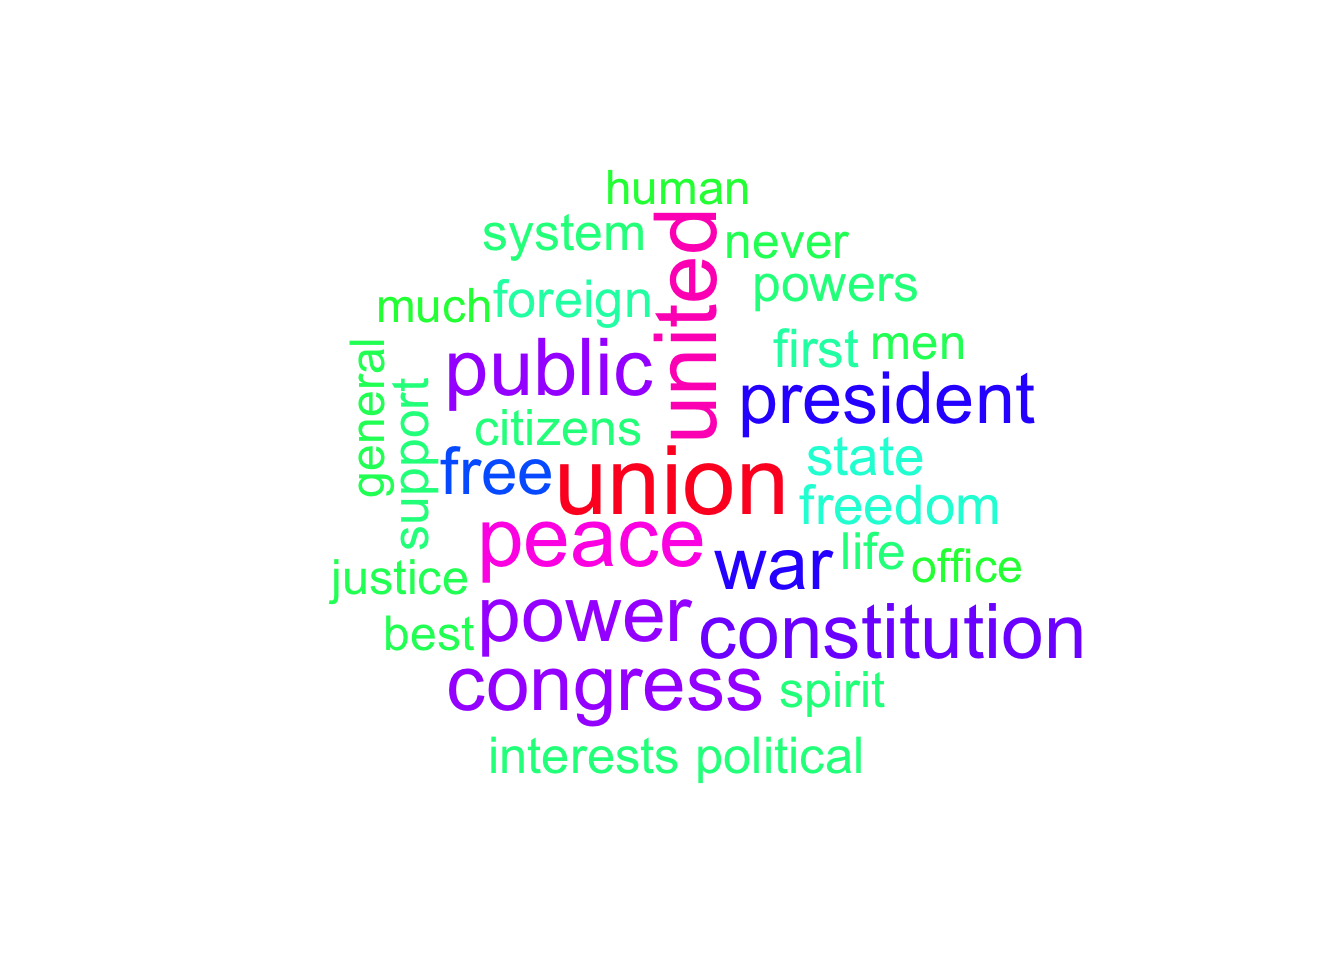 human
system
united
never
powers
much
foreign
first
men
general
public
president
support
citizens
state
free
union
freedom
peace
war
life
office
justice
power
constitution
best
congress
spirit
interests
political